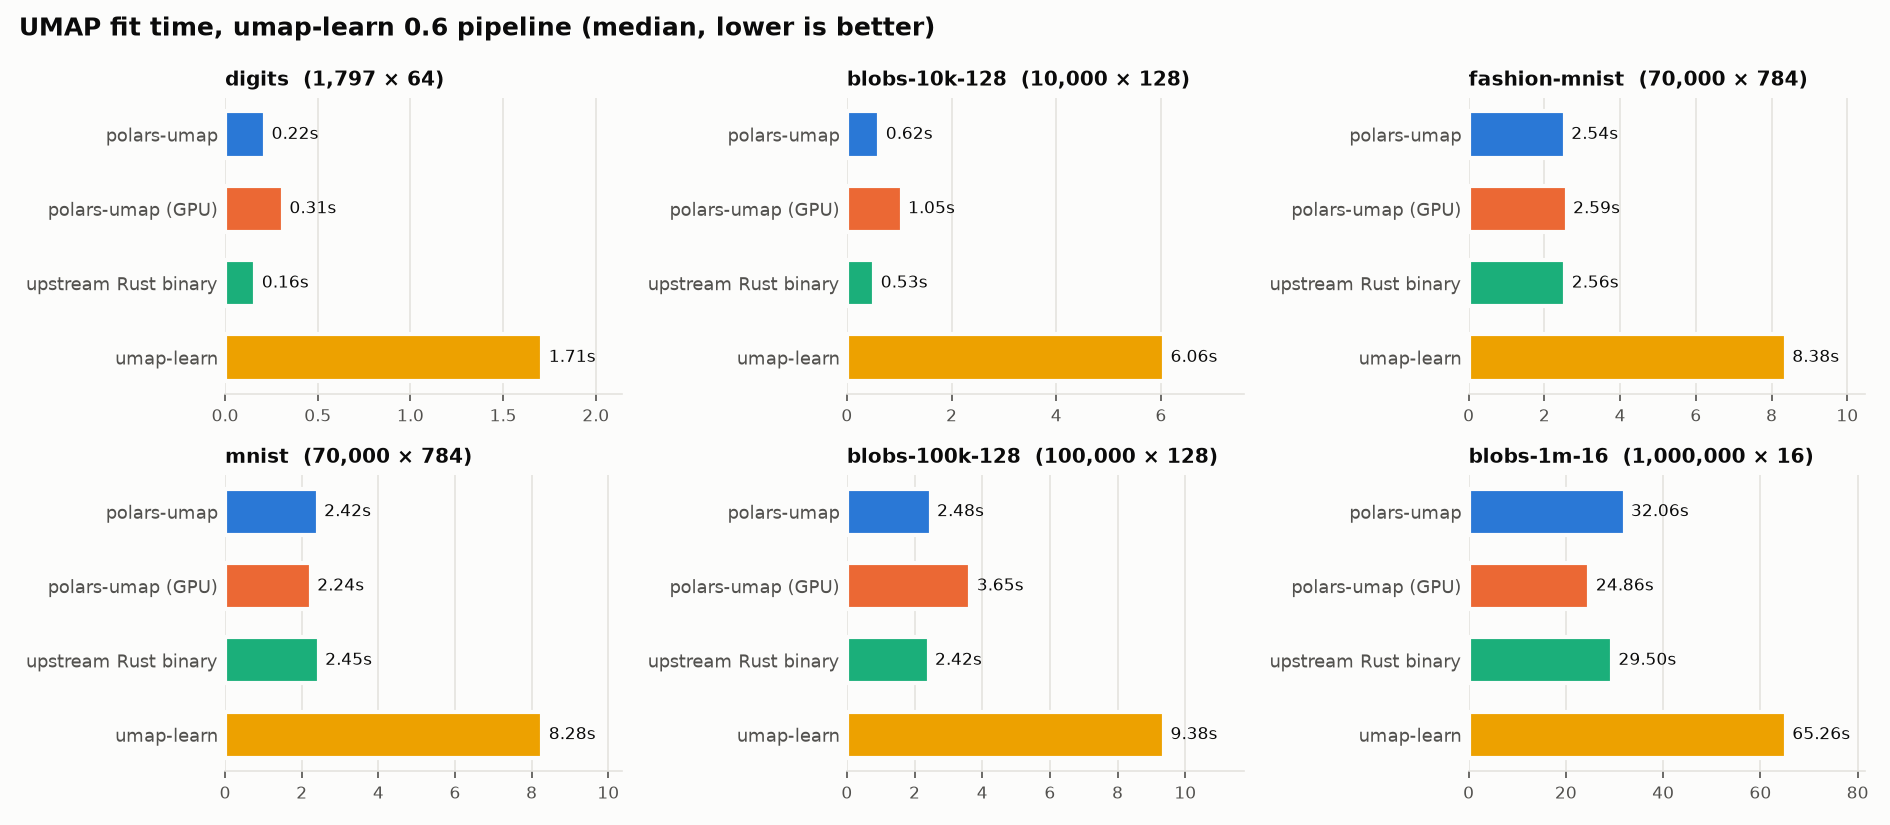 UMAP fit time, umap-learn 0.6 pipeline (median, lower is better)
digits (1,797 × 64)
polars-umap 0.22s
polars-umap (GPU) 0.31s
upstream Rust binary 0.16s
umap-learn 1.71s
0.0 0.5 1.0 1.5 2.0
blobs-10k-128 (10,000 × 128)
polars-umap 0.62s
polars-umap (GPU) 1.05s
upstream Rust binary 0.53s
umap-learn 6.06s
0 2 4 6
fashion-mnist (70,000 × 784)
polars-umap 2.54s
polars-umap (GPU) 2.59s
upstream Rust binary 2.56s
umap-learn 8.38s
0 2 4 6 8 10
mnist (70,000 × 784)
polars-umap 2.42s
polars-umap (GPU) 2.24s
upstream Rust binary 2.45s
umap-learn 8.28s
0 2 4 6 8 10
blobs-100k-128 (100,000 × 128)
polars-umap 2.48s
polars-umap (GPU) 3.65s
upstream Rust binary 2.42s
umap-learn 9.38s
0 2 4 6 8 10
blobs-1m-16 (1,000,000 × 16)
polars-umap 32.06s
polars-umap (GPU) 24.86s
upstream Rust binary 29.50s
umap-learn 65.26s
0 20 40 60 80